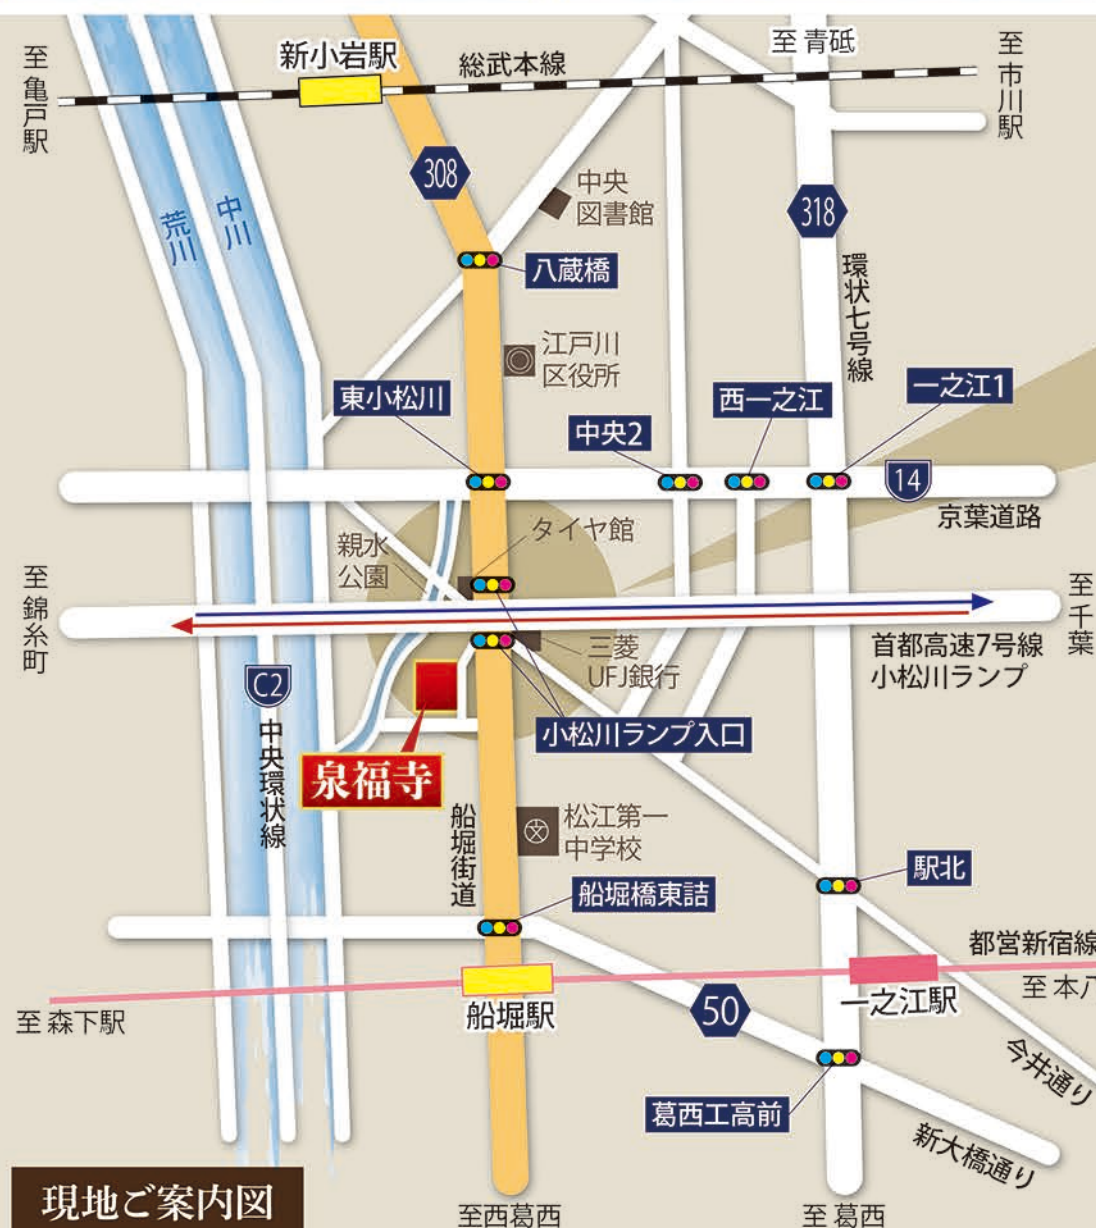 至 青砥
新小岩駅
総武本線
至亀戸駅
至市川駅
308
中央
図書館
318
荒川
中川
八蔵橋
環状七号線
江戸川
区役所
東小松川
中央2
西一之江
一之江1
14
京葉道路
タイヤ館
親水
公園
至錦糸町
至千葉
首都高速7号線
小松川ランプ
三菱
UFJ銀行
C2
中央環状線
小松川ランプ入口
泉福寺
船堀街道
松江第一
中学校
文
駅北
船堀橋東詰
都営新宿線
至 本八
一之江駅
至 森下駅
船堀駅
50
今井通り
葛西工高前
新大橋通り
現地ご案内図
至西葛西
至 葛西